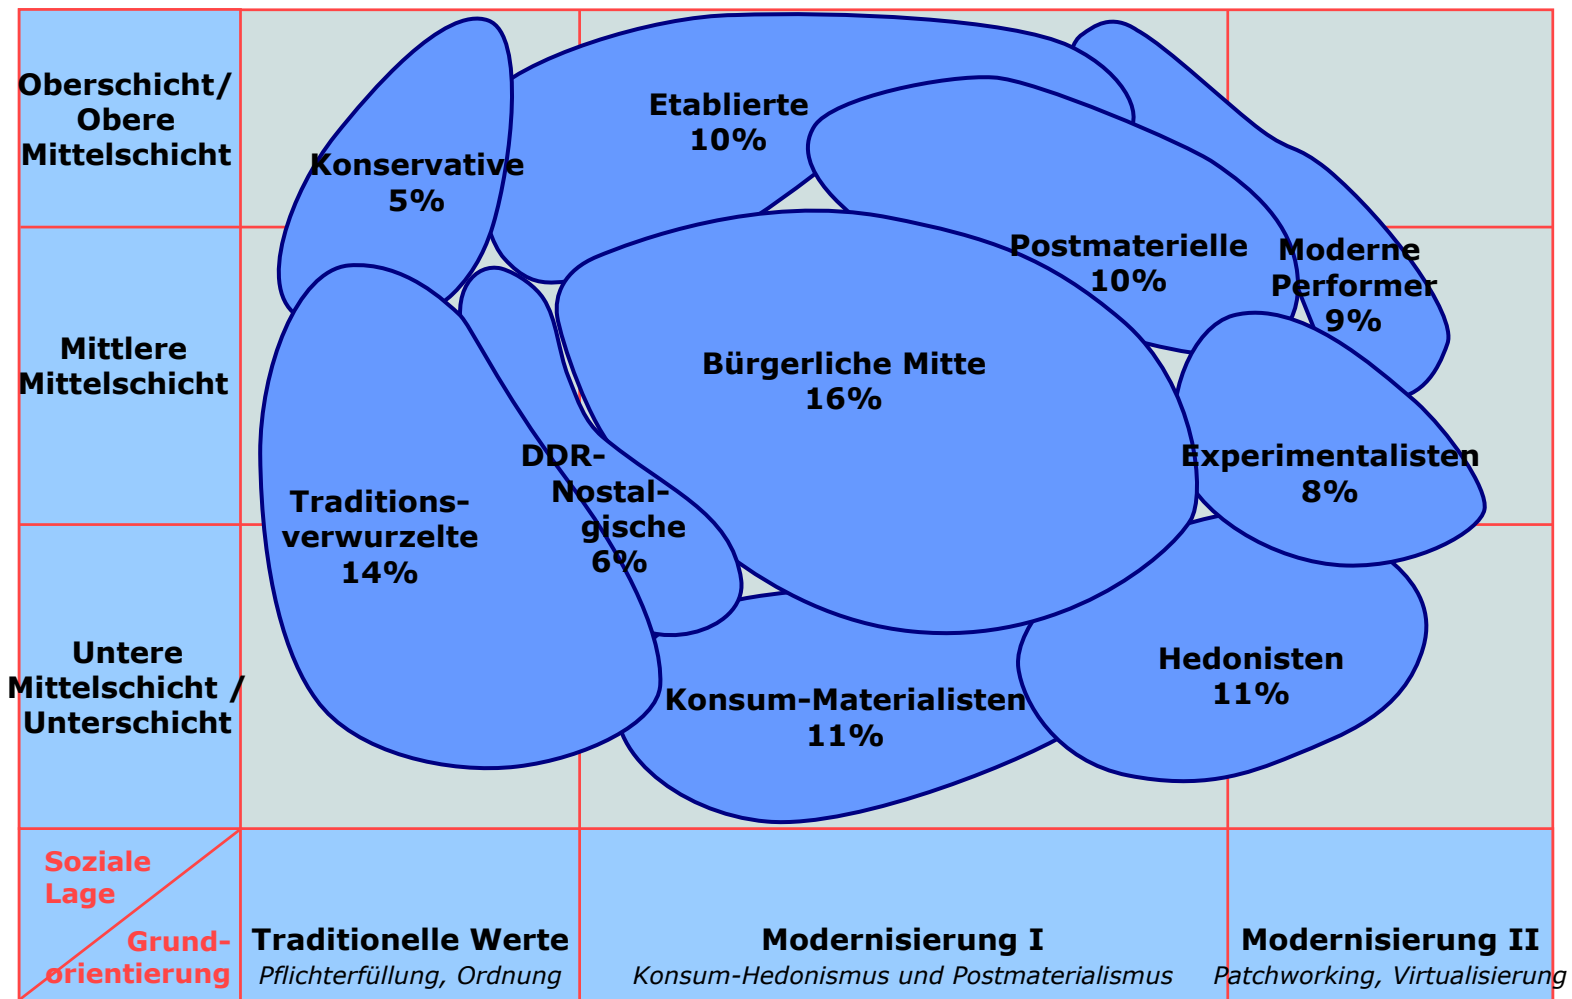 Oberschicht/
Obere
Mittelschicht
Konservative
5%
Etablierte
10%
Postmaterielle
10%
Moderne
Performer
9%
Mittlere
Mittelschicht
Bürgerliche Mitte
16%
Experimentalisten
8%
DDR-
Nostal-
gische
6%
Traditions-
verwurzelte
14%
Untere
Mittelschicht /
Unterschicht
Konsum-Materialisten
11%
Hedonisten
11%
Soziale
Lage
Grund-
orientierung
Traditionelle Werte
Pflichterfüllung, Ordnung
Modernisierung I
Konsum-Hedonismus und Postmaterialismus
Modernisierung II
Patchworking, Virtualisierung